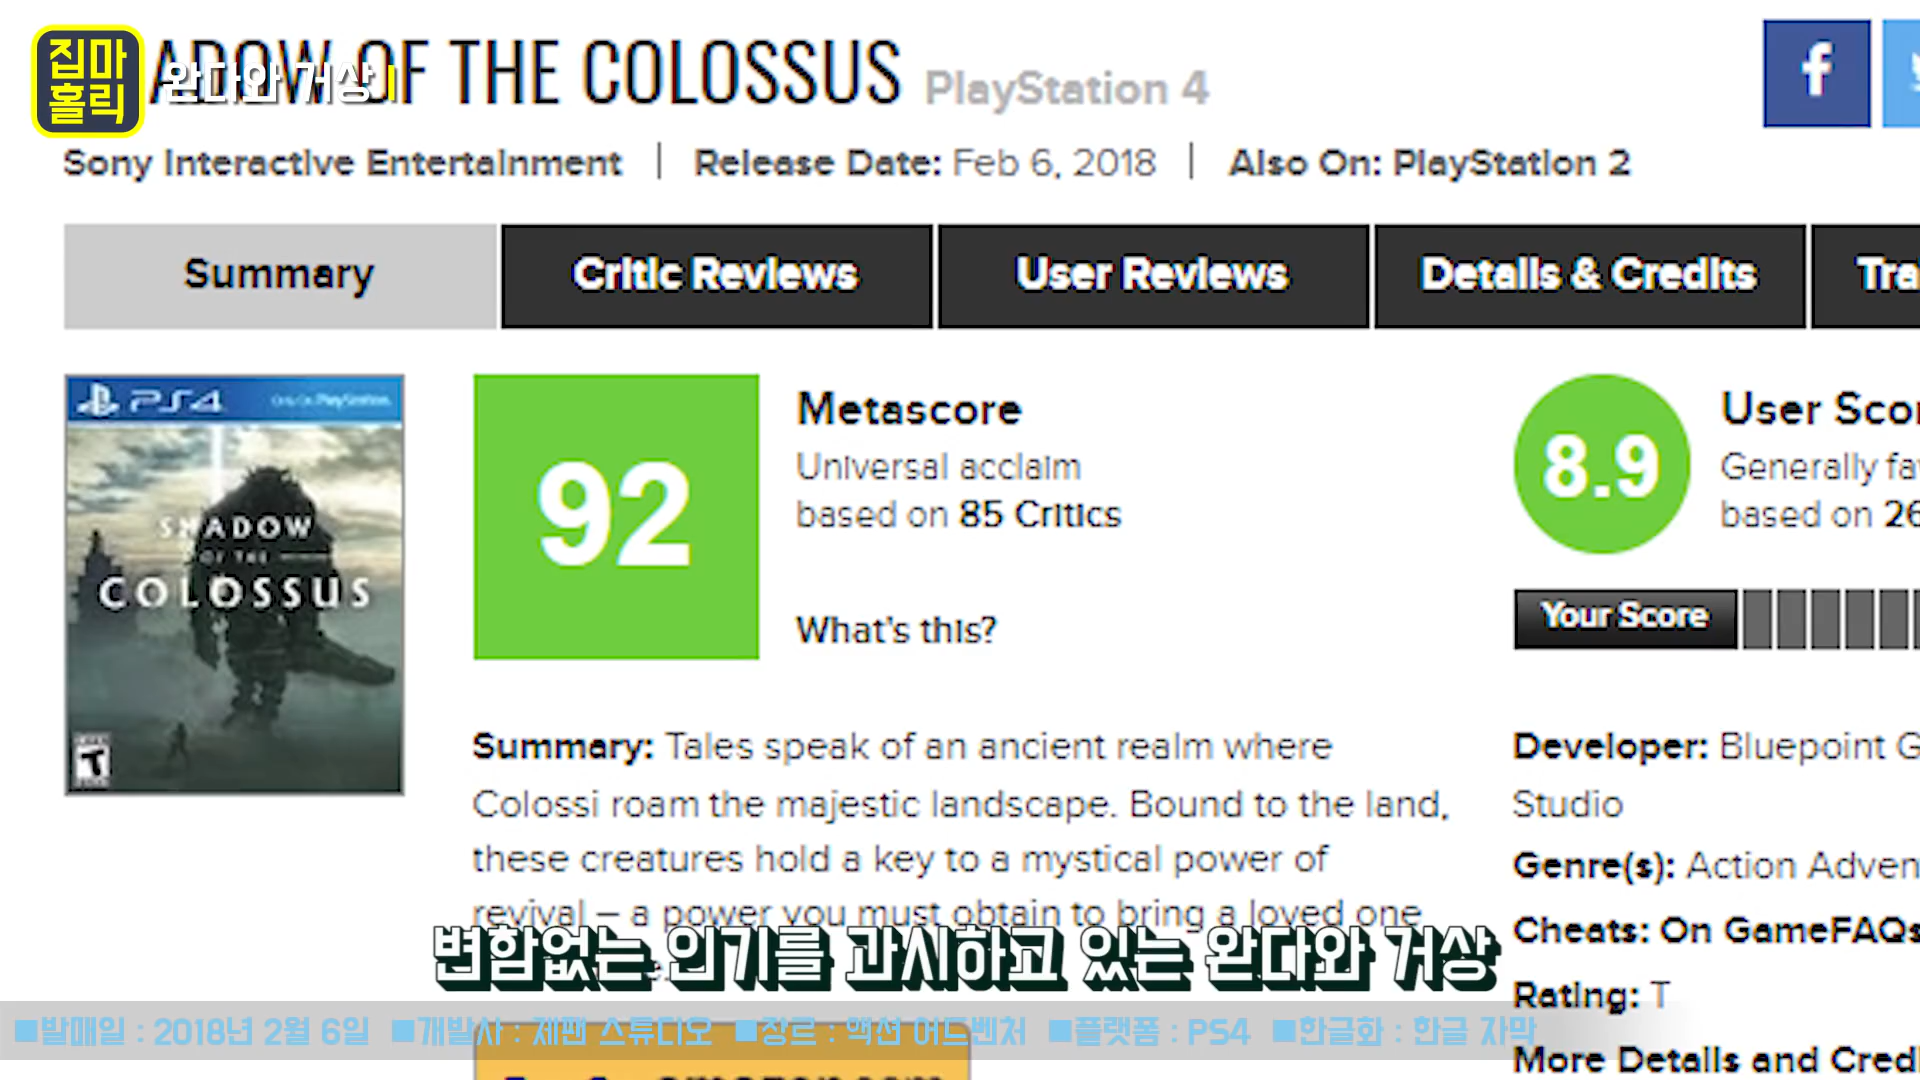 집마
홀릭
완다와 거상
ADOW OF THE COLOSSUS PlayStation 4
f
Sony Interactive Entertainment | Release Date: Feb 6, 2018 | Also On: PlayStation 2
Summary
Critic Reviews
User Reviews
Details & Credits
Tra
PS4
SHADOW
OF THE
COLOSSUS
T
92
Metascore
Universal acclaim
based on 85 Critics
What's this?
8.9
User Scor
Generally fav
based on 26
Your Score
Summary: Tales speak of an ancient realm where
Colossi roam the majestic landscape. Bound to the land,
these creatures hold a key to a mystical power of
revival – a power you must obtain to bring a loved one
Developer: Bluepoint G
Studio
Genre(s): Action Adven
Cheats: On GameFAQs
Rating: T
More Details and Credi
변함없는 인기를 과시하고 있는 완다와 거상
■발매일 : 2018년 2월 6일 ■개발사 : 재팬 스튜디오 ■장르 : 액션 어드벤처 ■플랫폼 : PS4 ■한글화 : 한글 자막